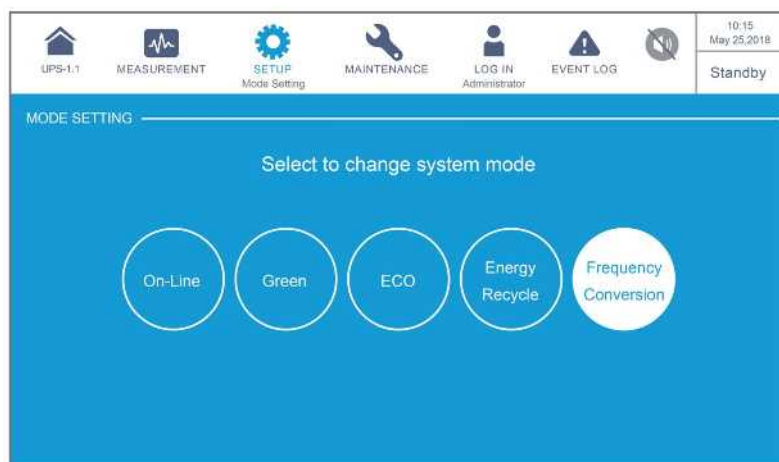 UPS-1.1
MEASUREMENT
SETUP
Mode Setting
MAINTENANCE
LOG IN
Administrator
EVENT LOG
10:15
May 25,2018
Standby
MODE SETTING
Select to change system mode
On-Line
Green
ECO
Energy
Recycle
Frequency
Conversion